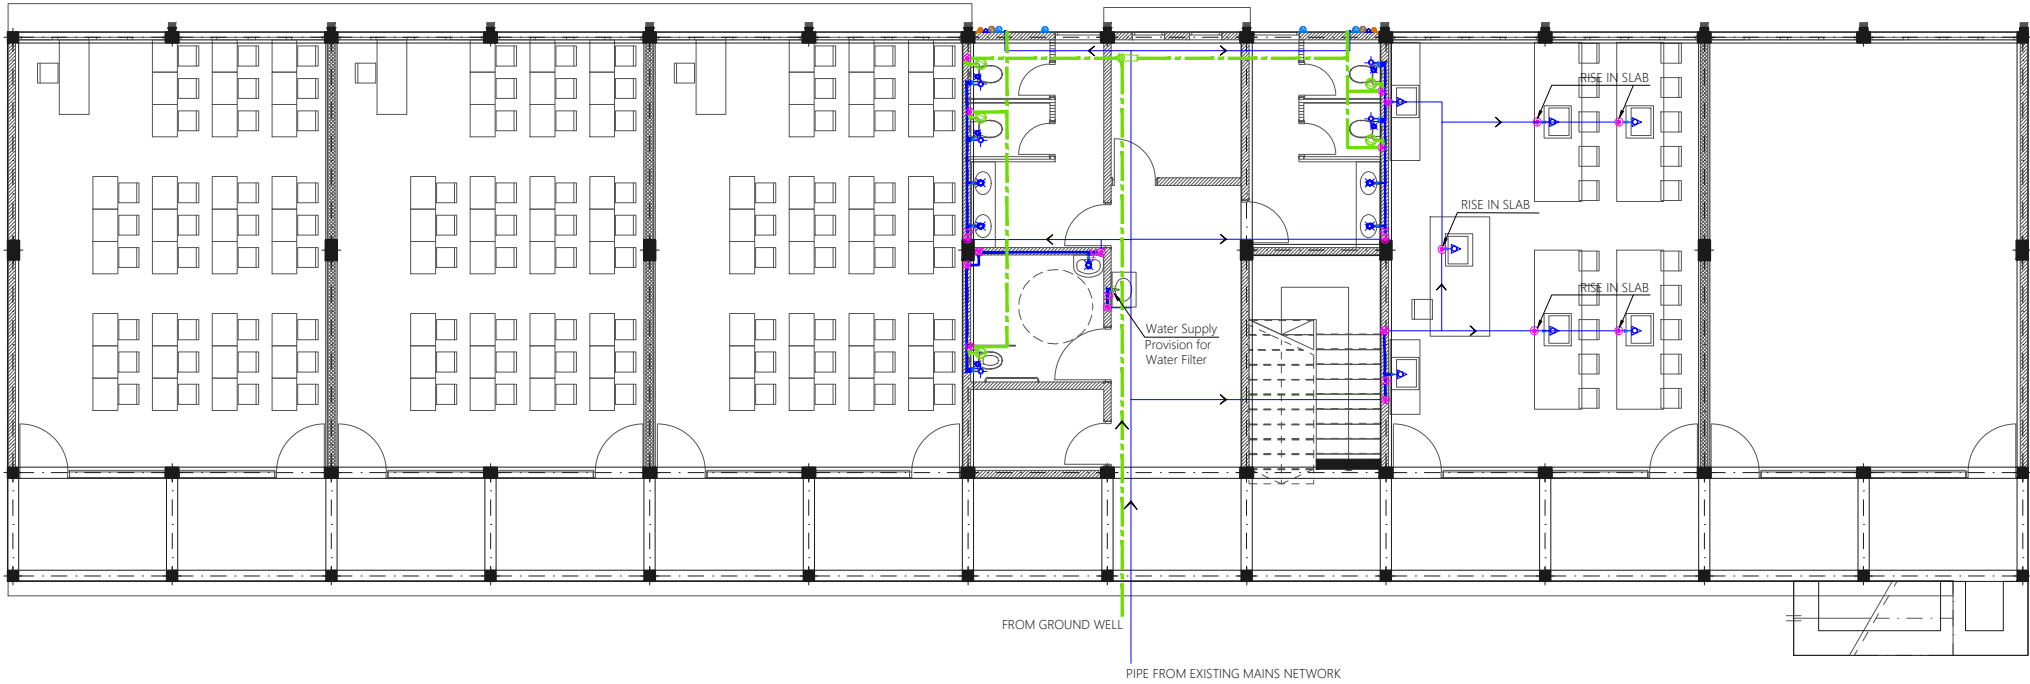 RISE IN SLAB
RISE IN SLAB
RISE IN SLAB
Water Supply
Provision for
Water Filter
FROM GROUND WELL
PIPE FROM EXISTING MAINS NETWORK